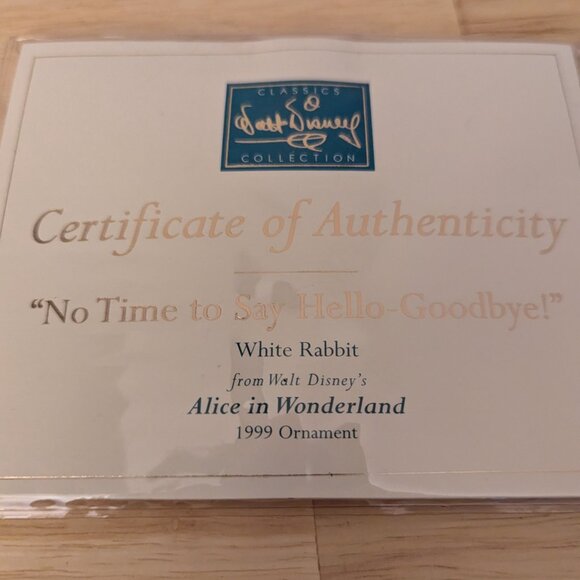 CLASSICS
Walt Disney
COLLECTION
Certificate of Authenticity
"No Time to Say Hello-Goodbye!"
White Rabbit
from Walt Disney's
Alice in Wonderland
1999 Ornament